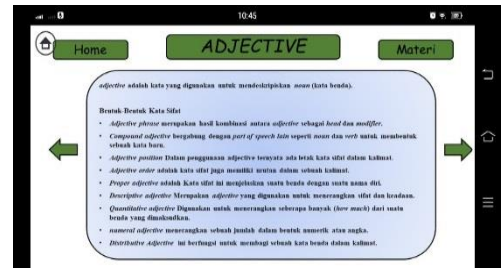 10:45
Home
ADJECTIVE
Materi
adjective adalah kata yang digunakan untuk mendeskripsikan noun (kata benda).
Bentuk-Bentuk Kata Sifat
• Adjective phrase merupakan hasil kombinasi antara adjective sebagai head dan modifier.
• Compound adjective bergabung dengan part of speech lain seperti noun dan verb untuk membentuk
sebuah kata baru.
• Adjective position Dalam penggunaan adjective ternyata ada letak kata sifat dalam kalimat.
• Adjective order adalah kata sifat juga memiliki urutan dalam sebuah kalimat.
• Proper adjective adalah Kata sifat ini menjelaskan suatu benda dengan suatu nama diri.
• Descriptive adjective Merupakan adjective yang digunakan untuk menerangkan sifat dan keadaan.
• Quantitative adjective Digunakan untuk menerangkan seberapa banyak (how much) dari suatu
benda yang dimaksudkan.
• numeral adjective menerangkan sebuah jumlah dalam bentuk numerik atau angka.
• Distributive Adjective ini berfungsi untuk membagi sebuah kata benda dalam kalimat.